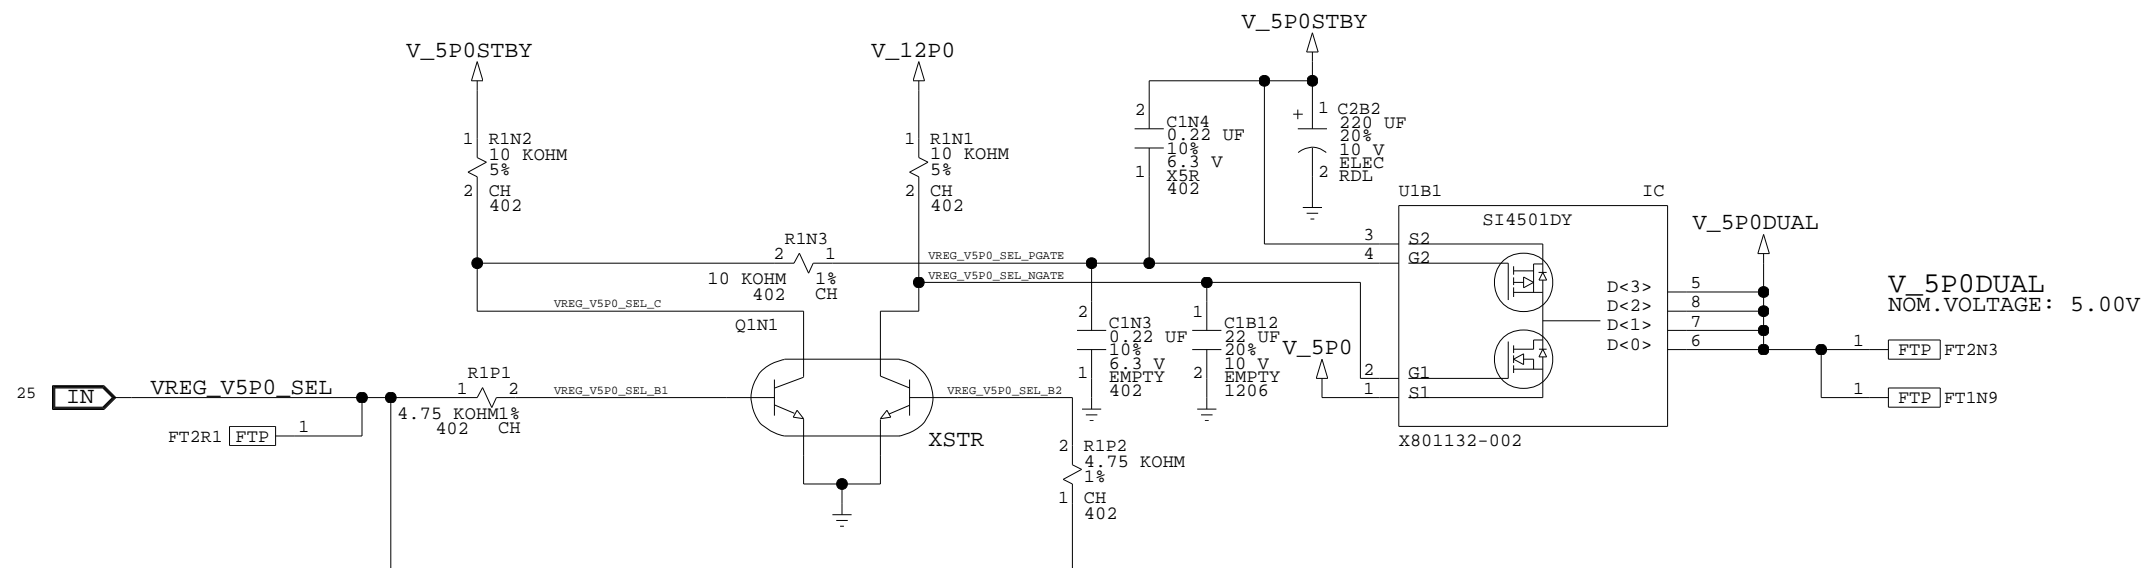 V_5P0STBY
V_12P0
V_5P0STBY
1
R1N2
10 KOHM
5%
2
CH
402
1
R1N1
10 KOHM
5%
2
CH
402
2
C1N4
0.22 UF
10%
6.3 V
1
X5R
402
+
1
C2B2
220 UF
20%
10 V
ELEC
2
RDL
U1B1
IC
SI4501DY
3
S2
4
G2
2
G1
1
S1
D<3>
5
D<2>
8
D<1>
7
D<0>
6
X801132-002
V_5P0DUAL
V_5P0DUAL
NOM.VOLTAGE: 5.00V
1
FTP
FT2N3
1
FTP
FT1N9
R1N3
2
1
10 KOHM
1%
402
CH
VREG_V5P0_SEL_PGATE
VREG_V5P0_SEL_NGATE
VREG_V5P0_SEL_C
Q1N1
2
C1N3
0.22 UF
10%
6.3 V
1
EMPTY
402
1
C1B12
22 UF
20%
10 V
2
EMPTY
1206
V_5P0
25
IN
VREG_V5P0_SEL
R1P1
1
2
4.75 KOHM
1%
402
CH
VREG_V5P0_SEL_B1
VREG_V5P0_SEL_B2
FT2R1
FTP
1
XSTR
2
R1P2
4.75 KOHM
1%
1
CH
402